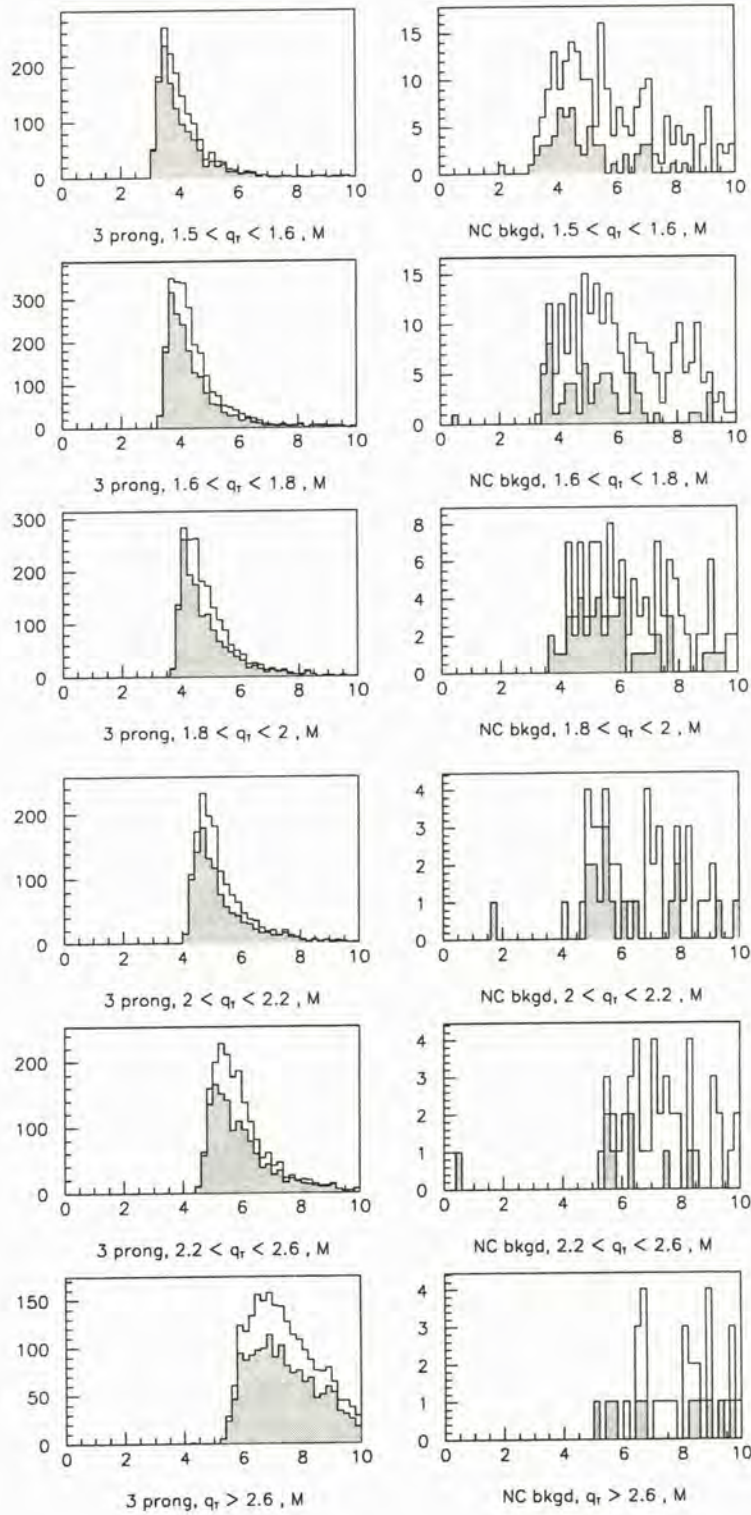 200
100
0
0 2 4 6 8 10
3 prong, 1.5 < qT < 1.6 , M
15
10
5
0
0 2 4 6 8 10
NC bkgd, 1.5 < qT < 1.6 , M
300
200
100
0
0 2 4 6 8 10
3 prong, 1.6 < qT < 1.8 , M
15
10
5
0
0 2 4 6 8 10
NC bkgd, 1.6 < qT < 1.8 , M
300
200
100
0
0 2 4 6 8 10
3 prong, 1.8 < qT < 2 , M
8
6
4
2
0
0 2 4 6 8 10
NC bkgd, 1.8 < qT < 2 , M
200
100
0
0 2 4 6 8 10
3 prong, 2 < qT < 2.2 , M
4
3
2
1
0
0 2 4 6 8 10
NC bkgd, 2 < qT < 2.2 , M
200
100
0
0 2 4 6 8 10
3 prong, 2.2 < qT < 2.6 , M
4
3
2
1
0
0 2 4 6 8 10
NC bkgd, 2.2 < qT < 2.6 , M
150
100
50
0
0 2 4 6 8 10
3 prong, qT > 2.6 , M
4
3
2
1
0
0 2 4 6 8 10
NC bkgd, qT > 2.6 , M